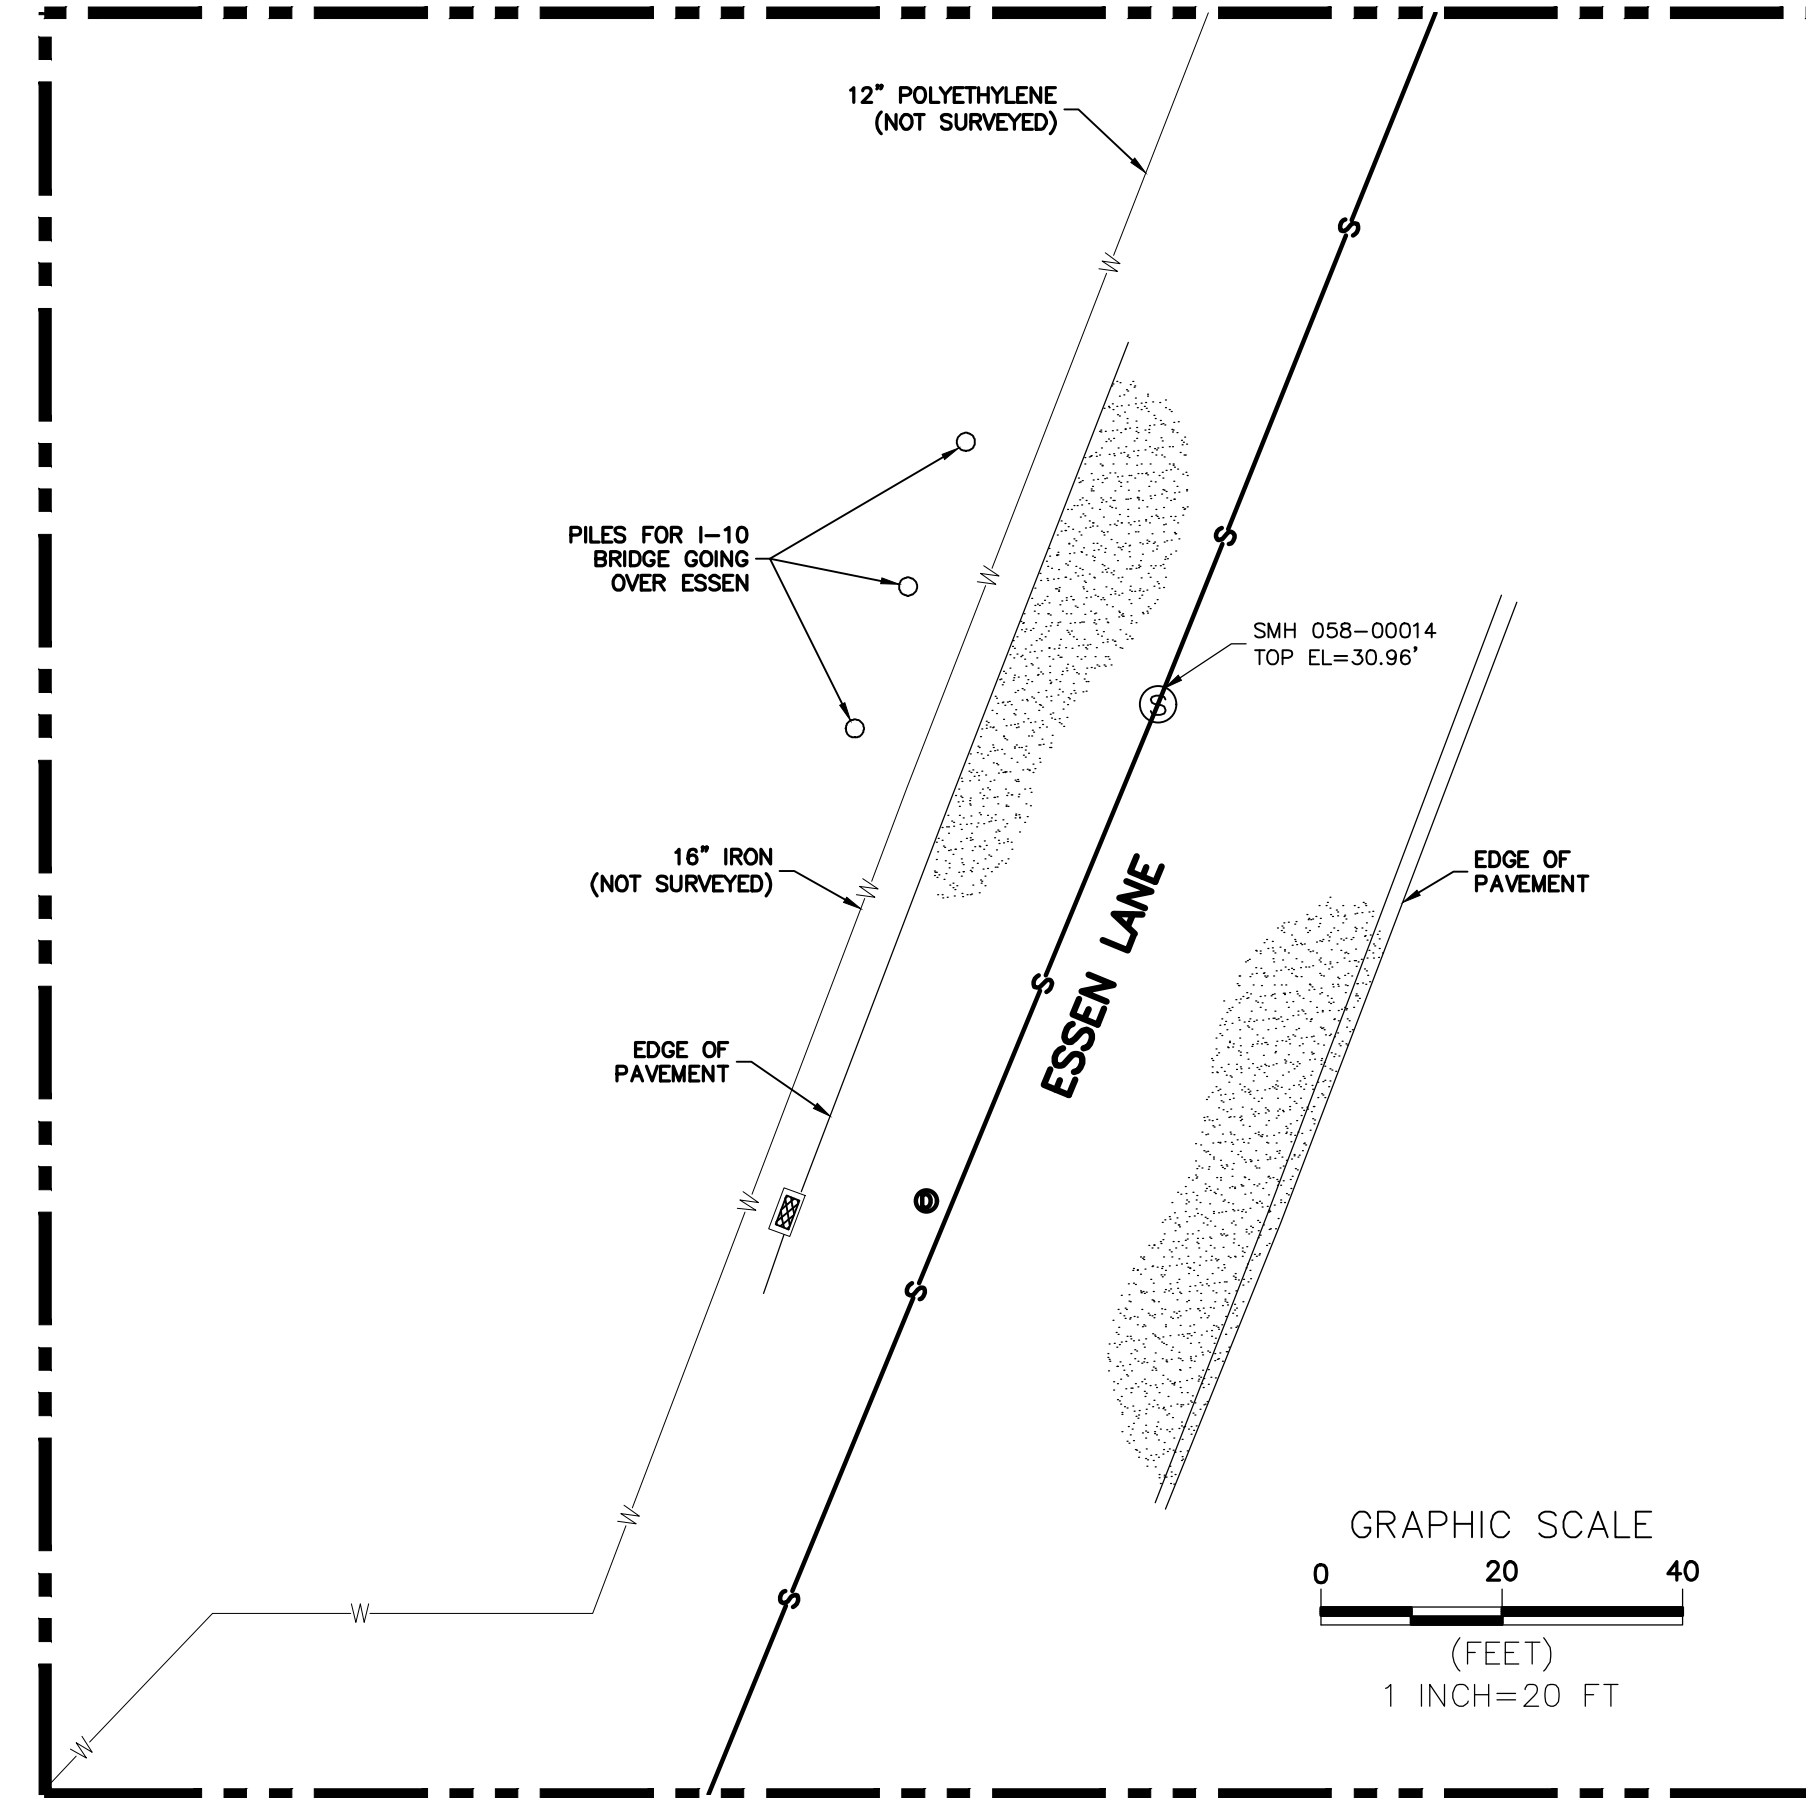 12" POLYETHYLENE
(NOT SURVEYED)
W
S
W
S
PILES FOR I-10
BRIDGE GOING
OVER ESSEN
W
SMH 058-00014
TOP EL=30.96'
S
16" IRON
(NOT SURVEYED)
W
EDGE OF
PAVEMENT
ESSEN LANE
S
EDGE OF
PAVEMENT
W
D
S
W
S
W
W
GRAPHIC SCALE
0 20 40
(FEET)
1 INCH=20 FT